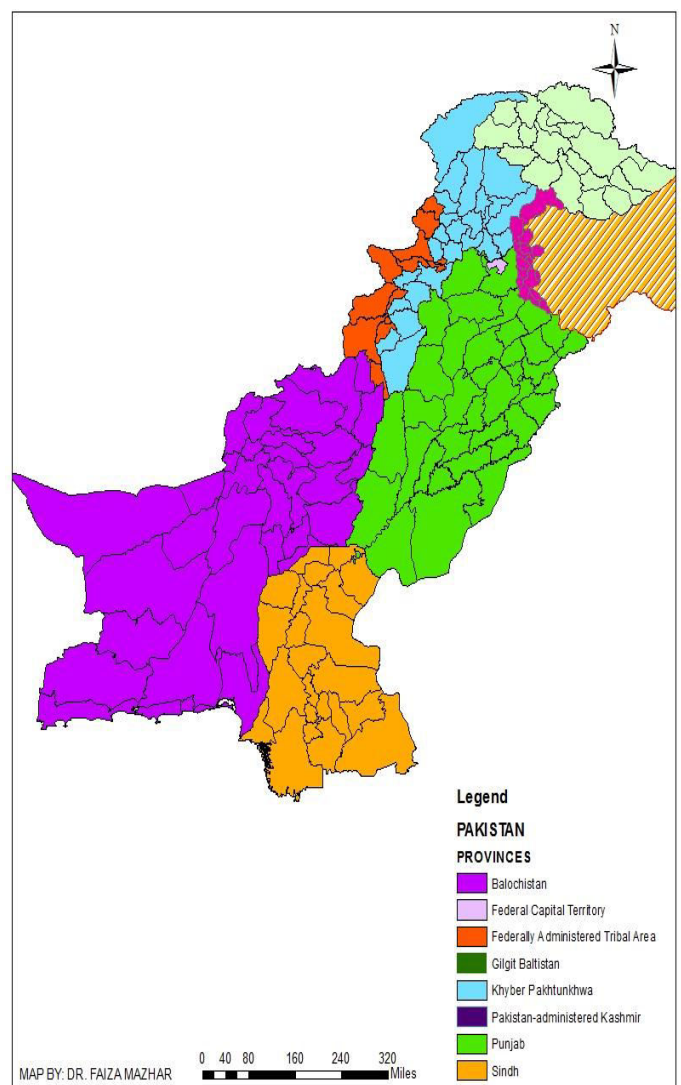 N
Legend
PAKISTAN
PROVINCES
Balochistan
Federal Capital Territory
Federally Administered Tribal Area
Gilgit Baltistan
Khyber Pakhtunkhwa
Pakistan-administered Kashmir
Punjab
Sindh
MAP BY: DR. FAIZA MAZHAR
0 40 80 160 240 320
Miles